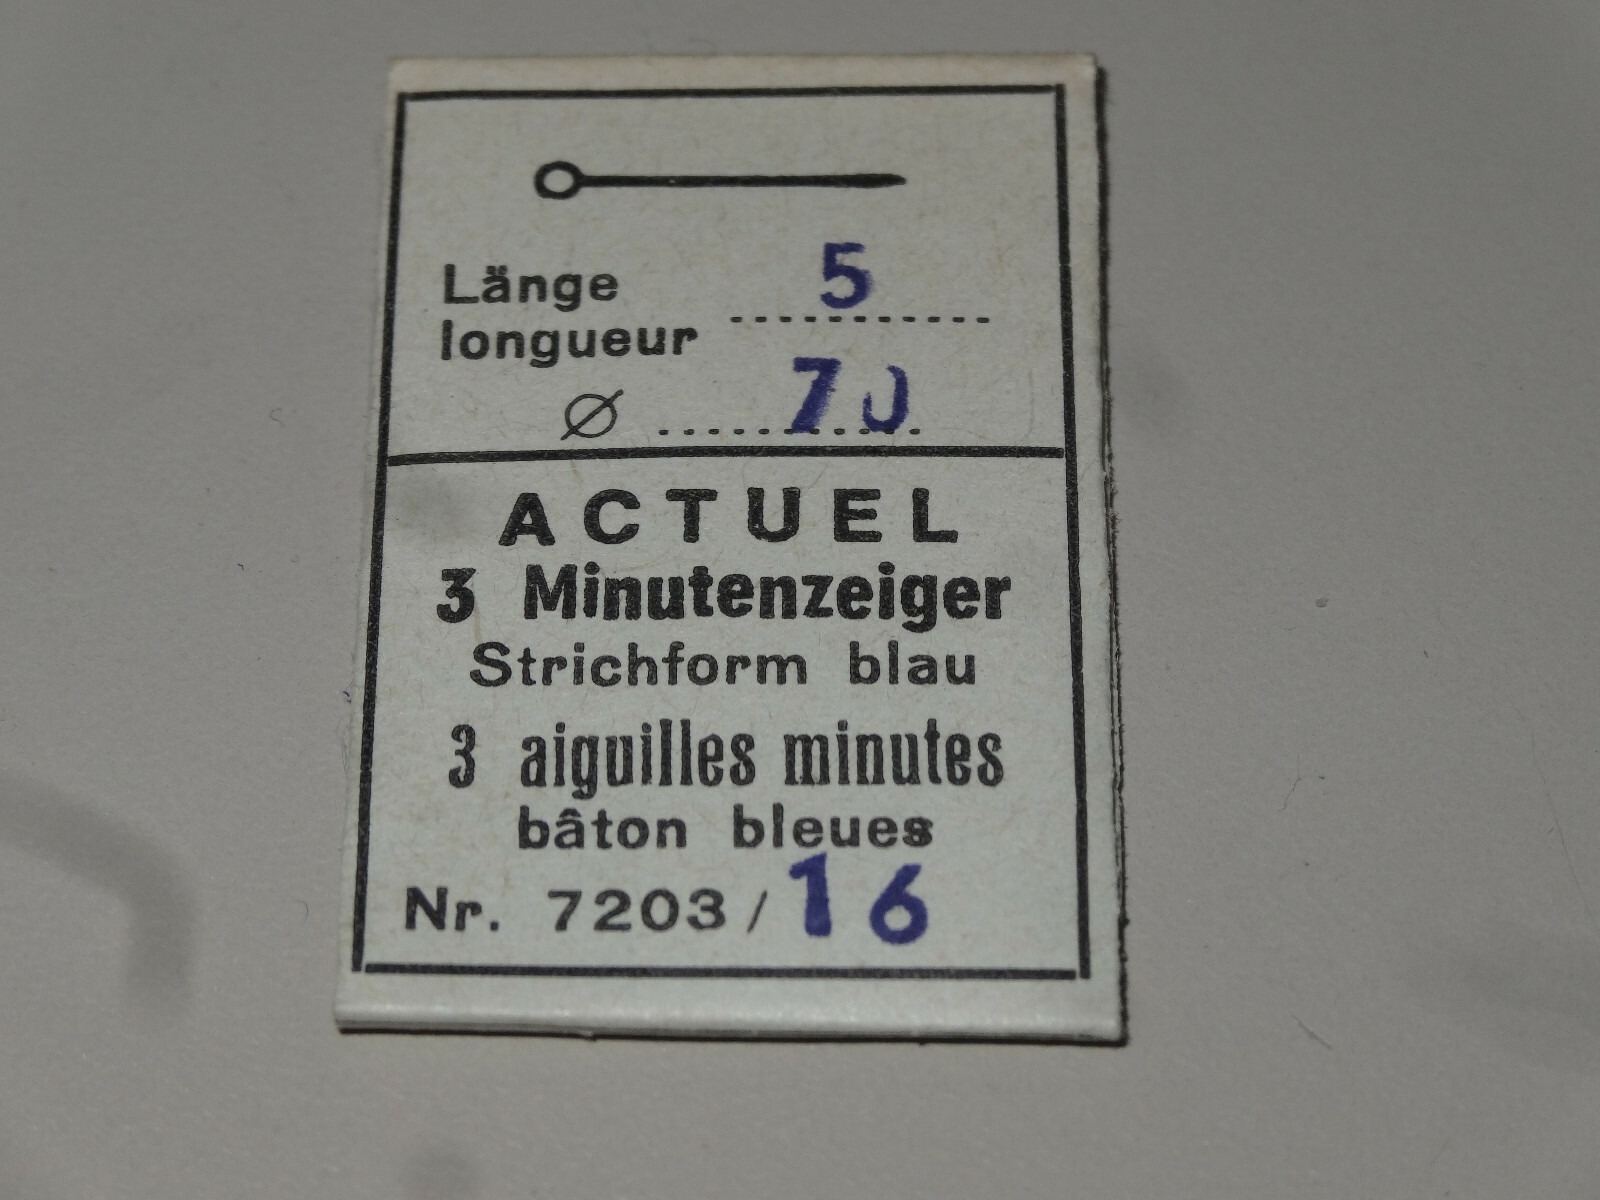 Länge 5
longueur
Ø 70
ACTUEL
3 Minutenzeiger
Strichform blau
3 aiguilles minutes
bâton bleues
Nr. 7203/16